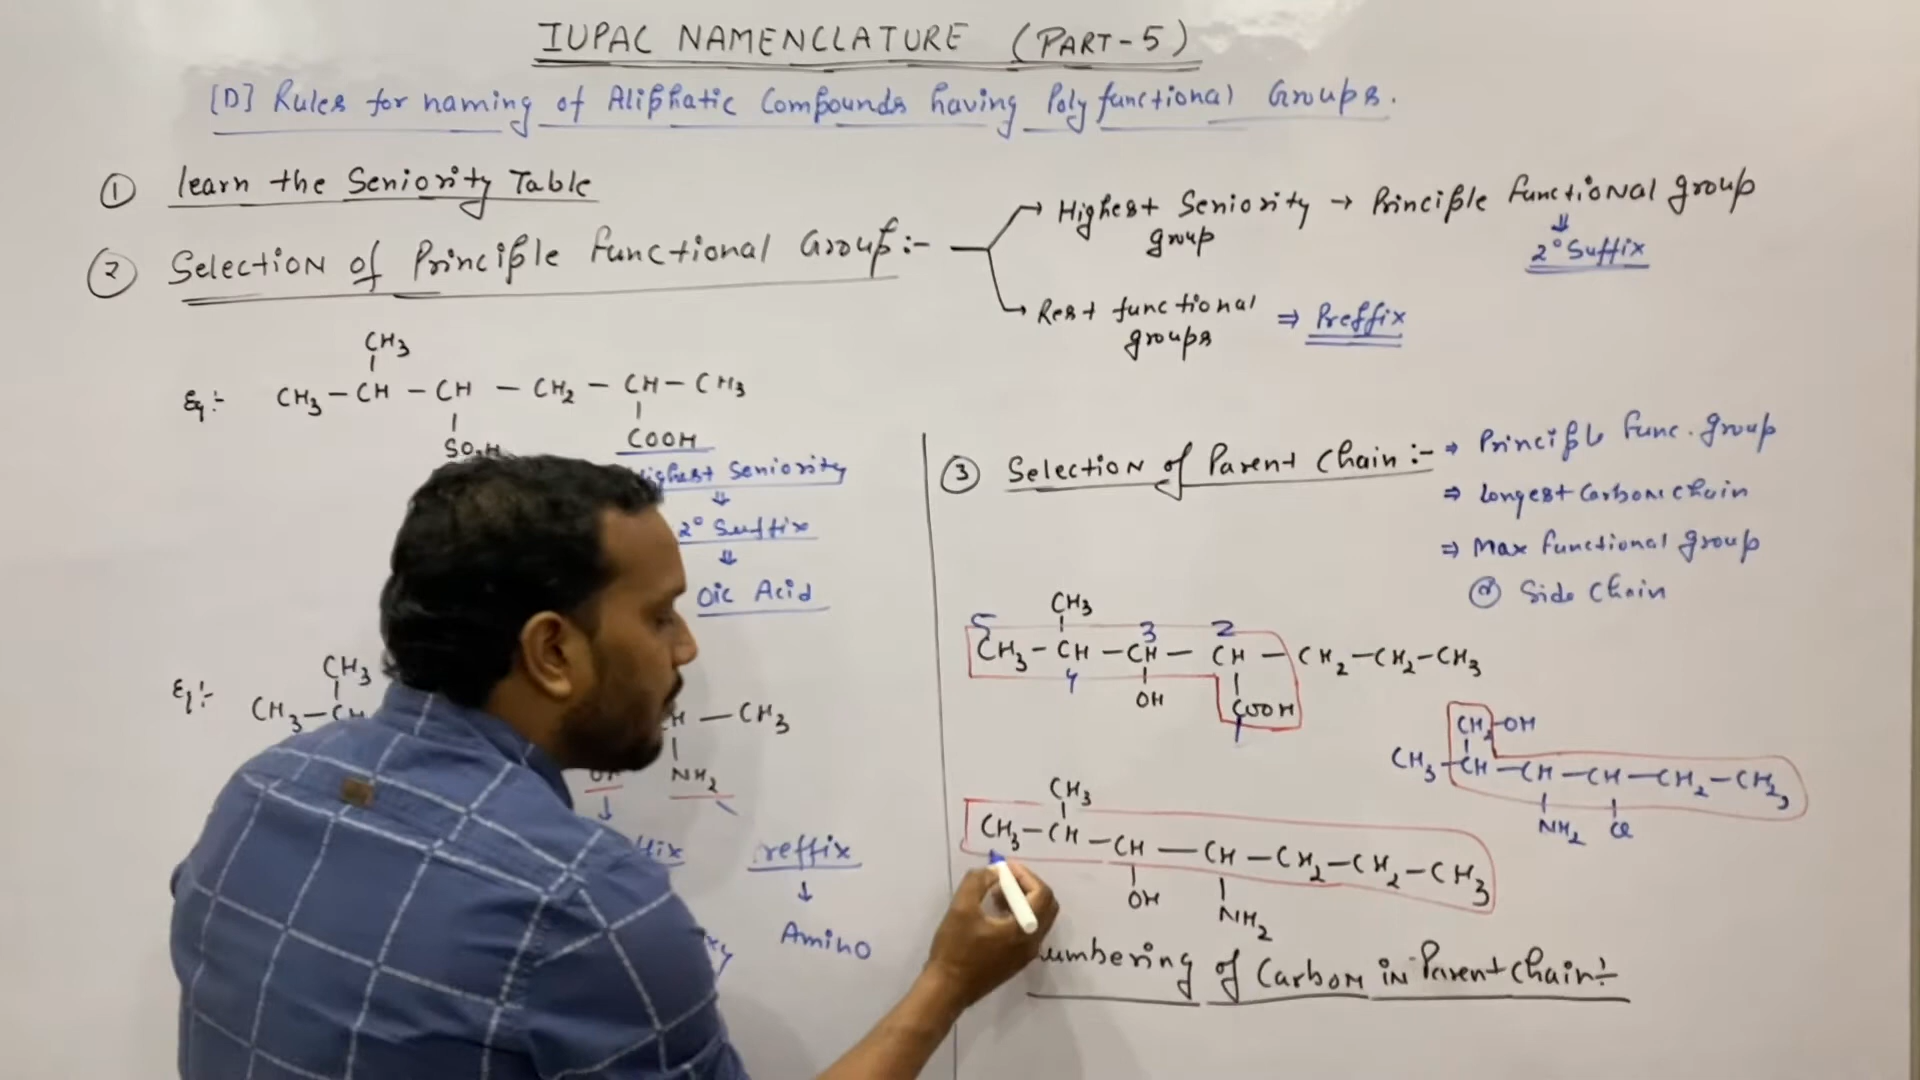 IUPAC NAMENCLATURE (PART-5)
[D] Rules for naming of Aliphatic Compounds having Poly functional Groups.
① learn the Seniority Table
② Selection of Principle Functional Group:-
→ Highest Seniority group → Principle functional group
⇓
2° Suffix
→ Rest functional groups ⇒ Preffix
CH3
Eg:- CH3 - CH - CH - CH2 - CH - CH3
COOH
Highest Seniority
⇓
2° Suffix
⇓
Oic Acid
Eg:-
CH3
CH3 - CH
- CH3
OH NH2
↓
Preffix
↓
Amino
③ Selection of Parent Chain:- → Principle Func. group
⇒ longest Carbon chain
⇒ Max functional group
@ Side Chain
CH3
5 3 2
CH3 - CH - CH - CH - CH2 - CH2 - CH3
4 OH COOH
1
CH2-OH
CH3 - CH - CH - CH - CH2 - CH3
NH2 Cl
CH3
CH3 - CH - CH - CH - CH2 - CH2 - CH3
OH NH2
umbering of Carbon in Parent Chain:-